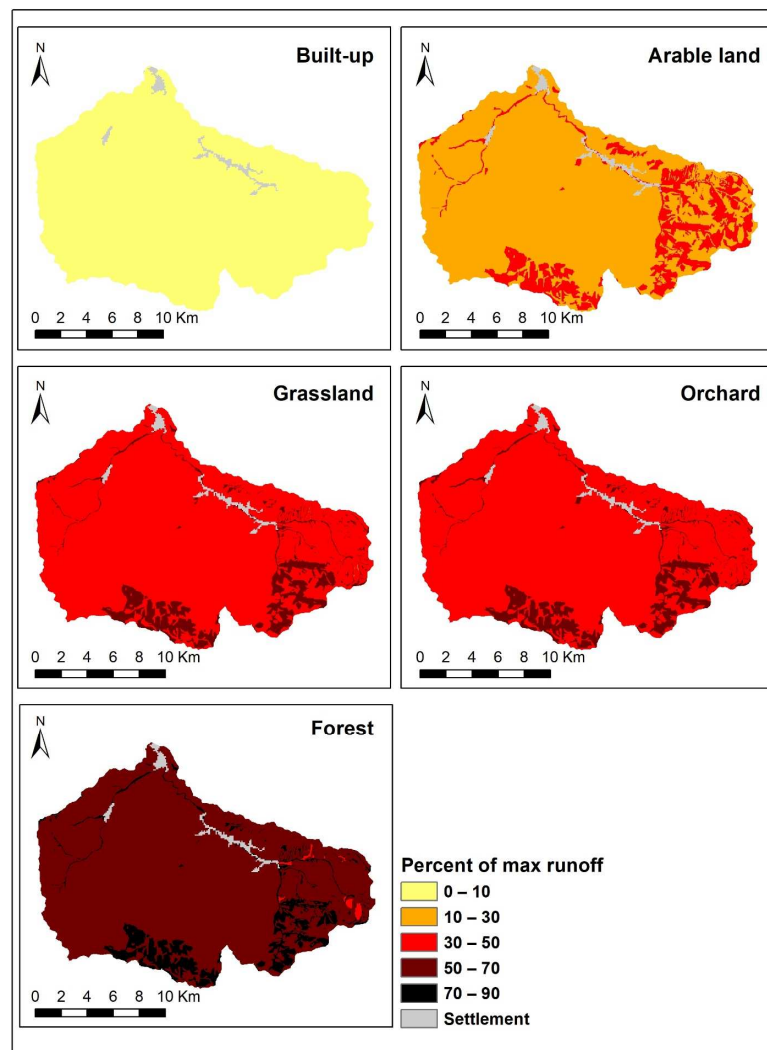 Built-up
N
0 2 4 6 8 10 Km
Arable land
N
0 2 4 6 8 10 Km
Grassland
N
0 2 4 6 8 10 Km
Orchard
N
0 2 4 6 8 10 Km
Forest
N
0 2 4 6 8 10 Km
Percent of max runoff
0 – 10
10 – 30
30 – 50
50 – 70
70 – 90
Settlement